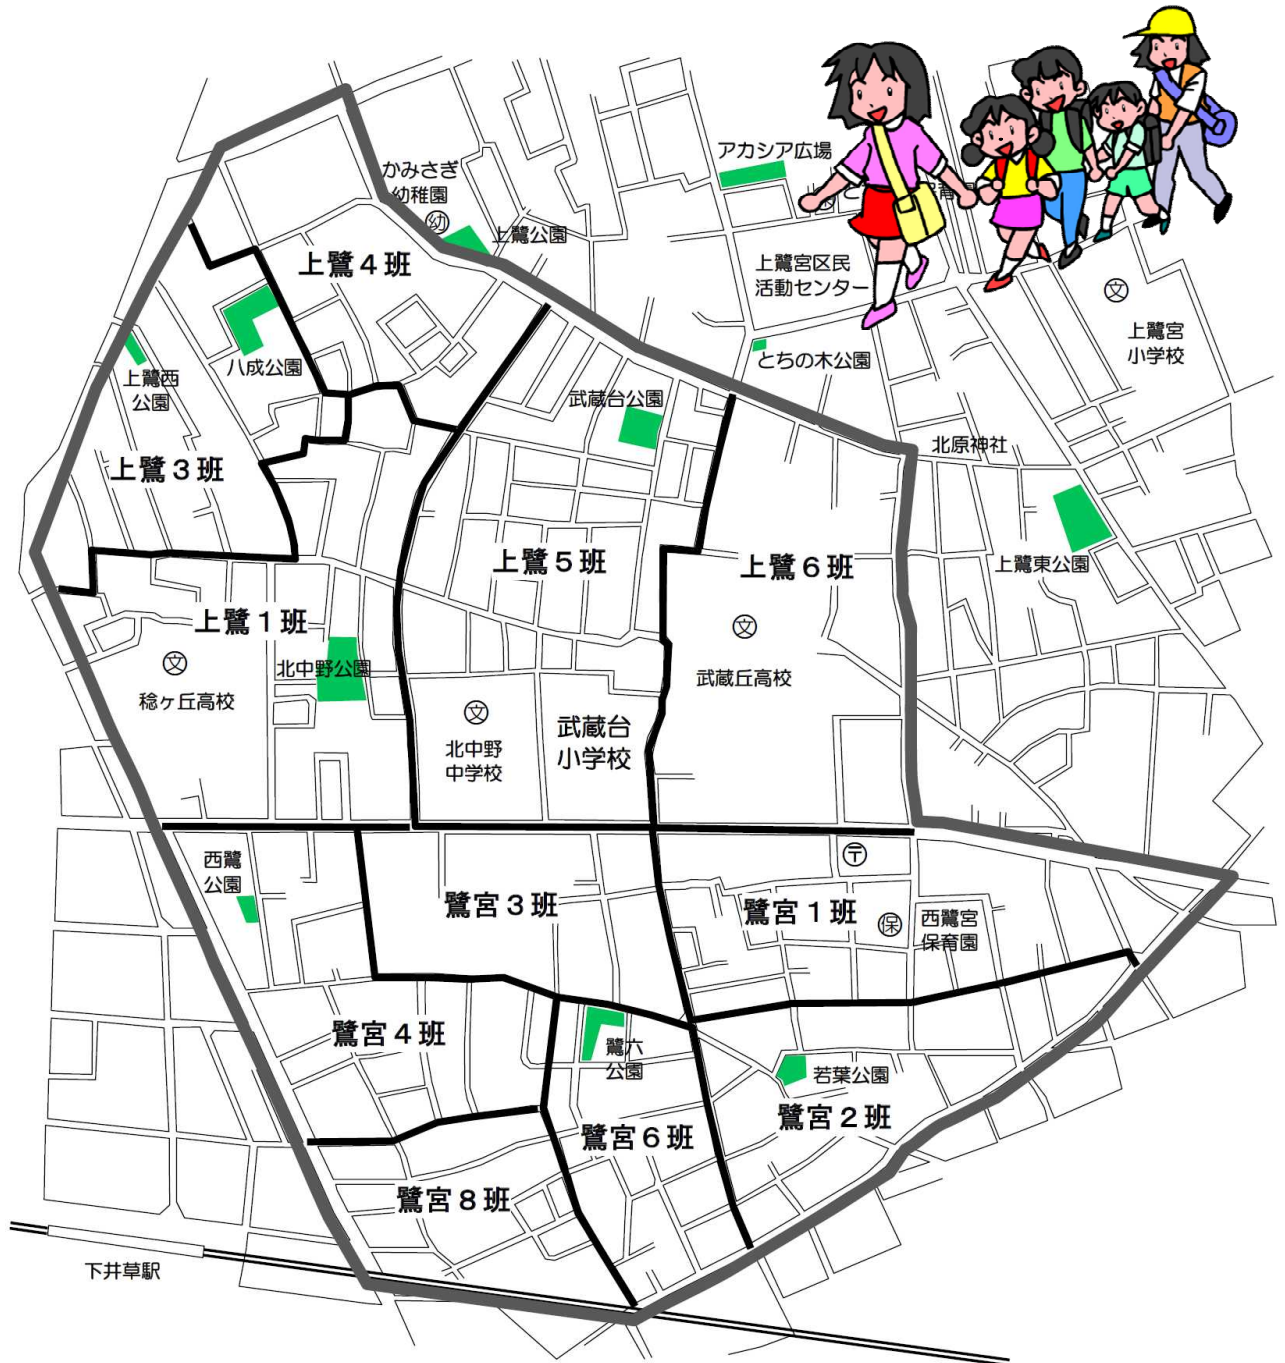 アカシア広場
かみさぎ
幼稚園
幼
上鷺公園
上鷺4班
上鷺宮区民
活動センター
文
上鷺宮
小学校
八成公園
上鷺西
公園
とちの木公園
武蔵台公園
北原神社
上鷺3班
上鷺5班
上鷺6班
上鷺東公園
上鷺1班
文
武蔵丘高校
文
稔ヶ丘高校
北中野公園
文
北中野
中学校
武蔵台
小学校
西鷺
公園
〒
鷺宮3班
鷺宮1班
保
西鷺宮
保育園
鷺宮4班
鷺六
公園
若葉公園
鷺宮2班
鷺宮6班
鷺宮8班
下井草駅